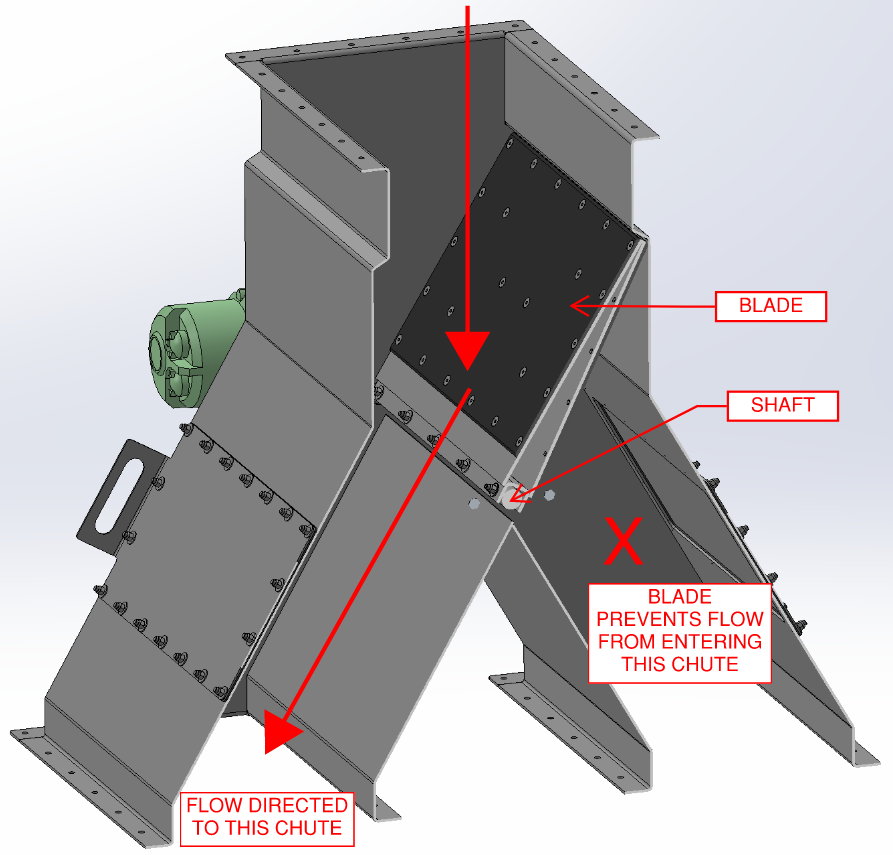 BLADE
SHAFT
X
BLADE
PREVENTS FLOW
FROM ENTERING
THIS CHUTE
FLOW DIRECTED
TO THIS CHUTE